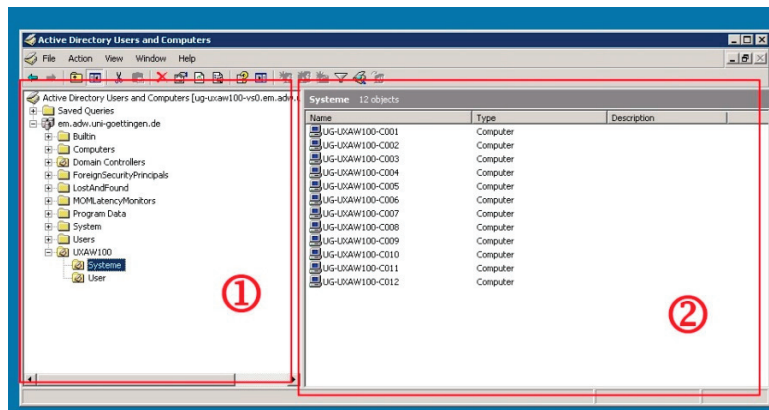 Active Directory Users and Computers
File Action View Window Help
Active Directory Users and Computers [ug-uxaw100-vs0.em.adw.u
Saved Queries
em.adw.uni-goettingen.de
Builtin
Computers
Domain Controllers
ForeignSecurityPrincipals
LostAndFound
MOMLatencyMonitors
Program Data
System
Users
UXAW100
Systeme
User
①
Systeme 12 objects
Name Type Description
UG-UXAW100-C001 Computer
UG-UXAW100-C002 Computer
UG-UXAW100-C003 Computer
UG-UXAW100-C004 Computer
UG-UXAW100-C005 Computer
UG-UXAW100-C006 Computer
UG-UXAW100-C007 Computer
UG-UXAW100-C008 Computer
UG-UXAW100-C009 Computer
UG-UXAW100-C010 Computer
UG-UXAW100-C011 Computer
UG-UXAW100-C012 Computer
②